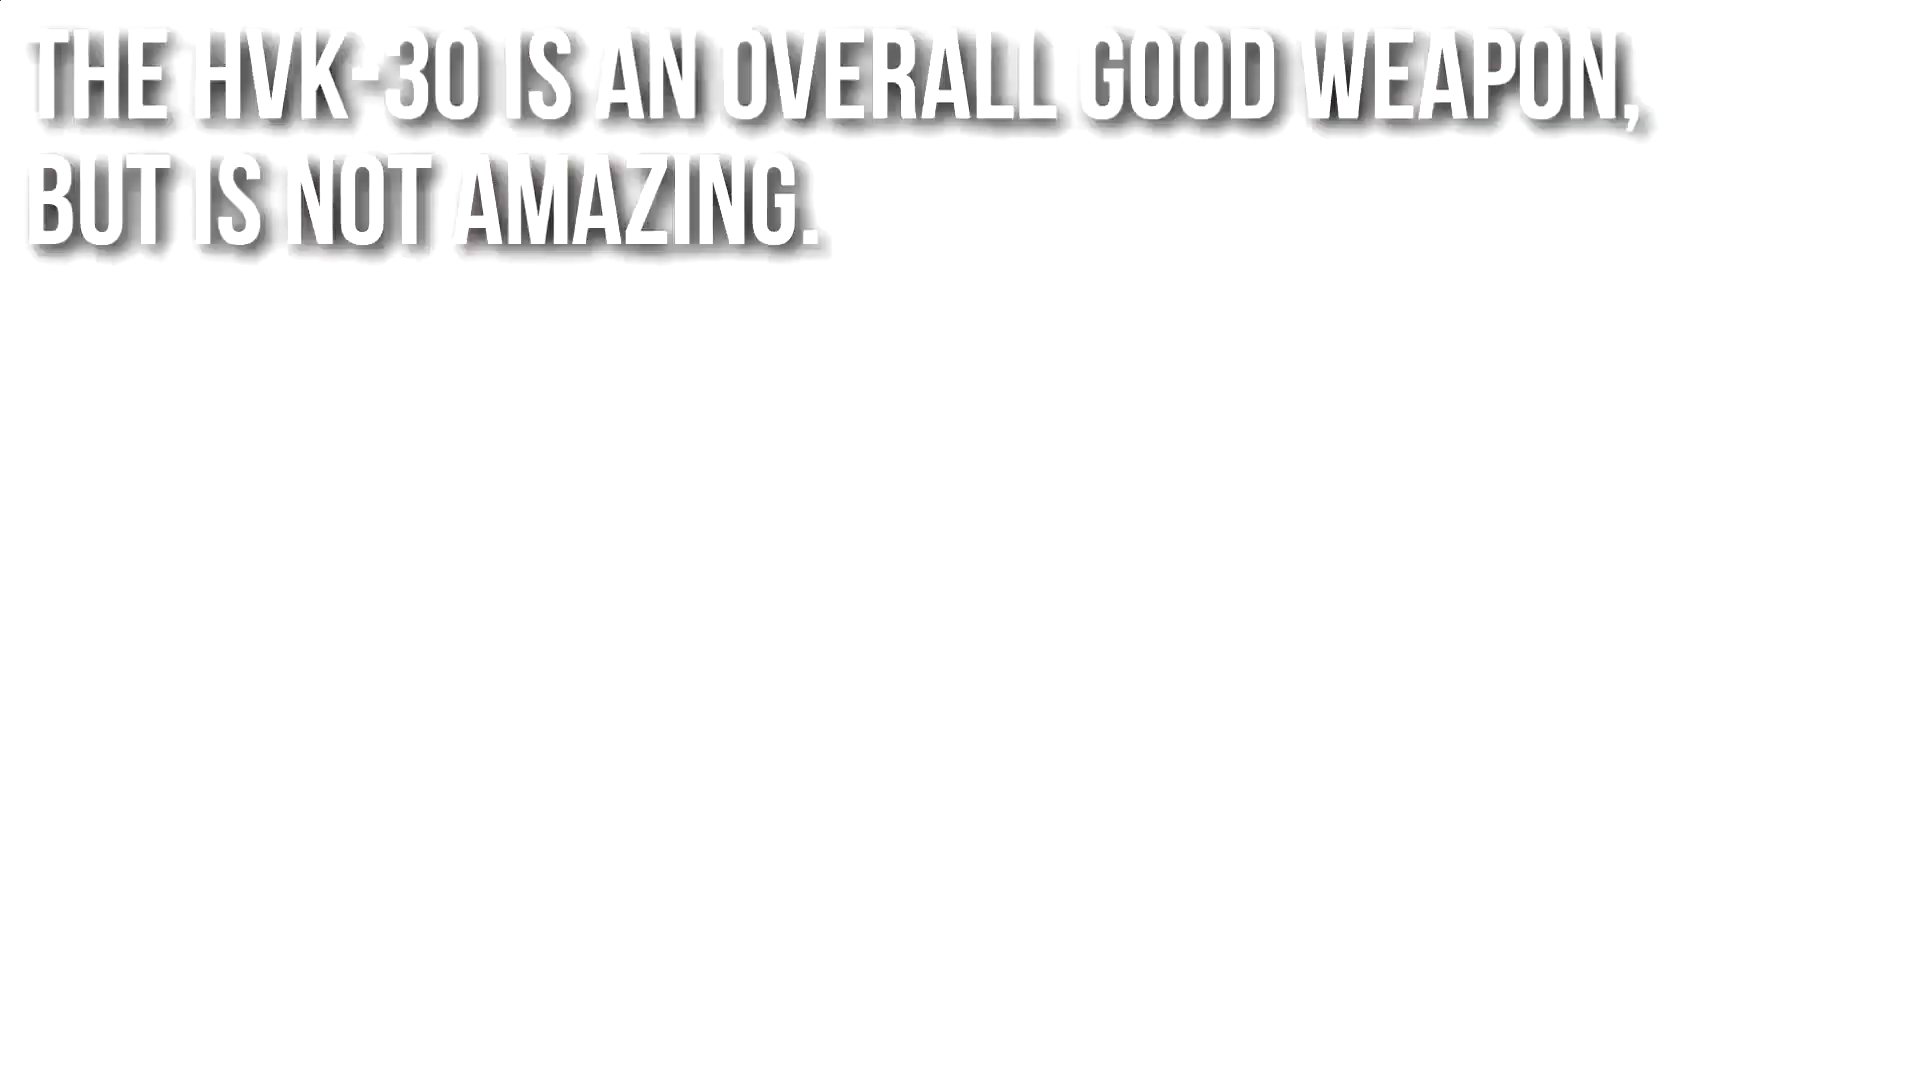 THE HVK-30 IS AN OVERALL GOOD WEAPON,
BUT IS NOT AMAZING.